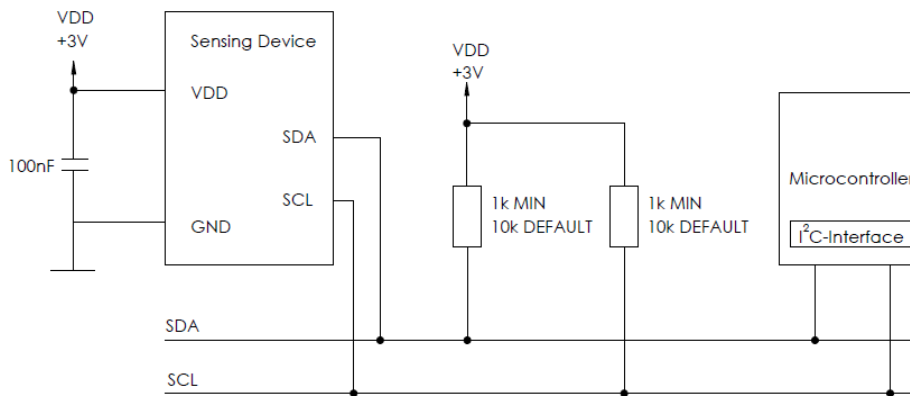 VDD
+3V
Sensing Device
VDD
SDA
SCL
GND
100nF
VDD
+3V
1k MIN
10k DEFAULT
1k MIN
10k DEFAULT
Microcontroller
I²C-Interface
SDA
SCL